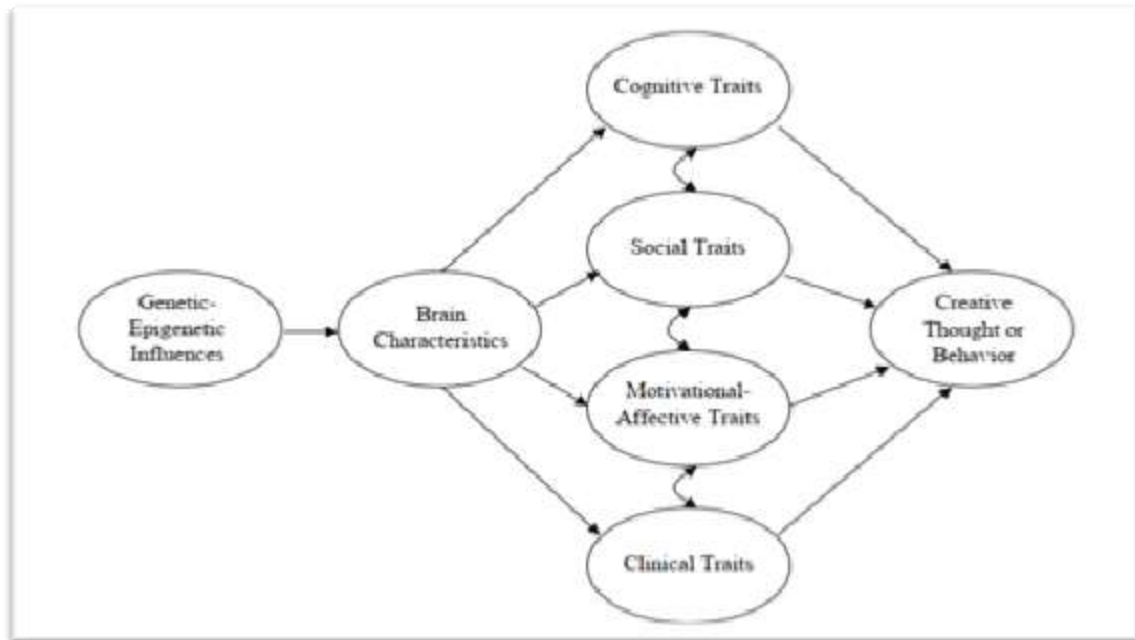 Cognitive Traits
Social Traits
Genetic-
Epigenetic
Influences
Brain
Characteristics
Creative
Thought or
Behavior
Motivational-
Affective Traits
Clinical Traits